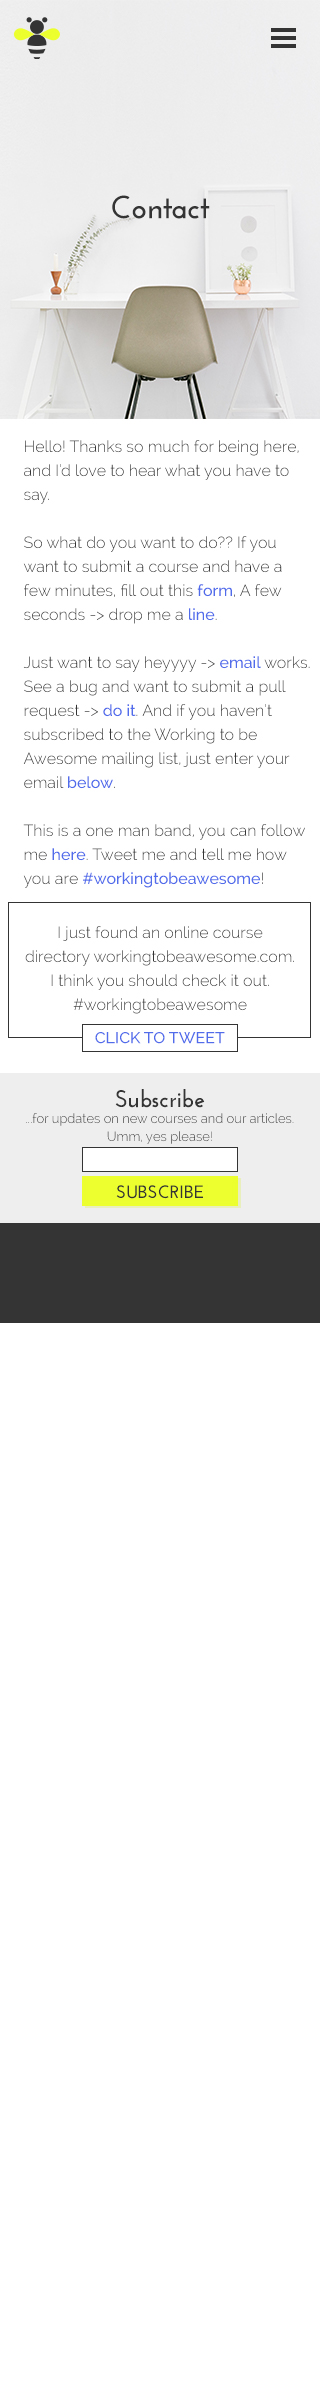 Contact
Hello! Thanks so much for being here,
and I'd love to hear what you have to
say.
So what do you want to do?? If you
want to submit a course and have a
few minutes, fill out this form, A few
seconds -> drop me a line.
Just want to say heyyyy -> email works.
See a bug and want to submit a pull
request -> do it. And if you haven't
subscribed to the Working to be
Awesome mailing list, just enter your
email below.
This is a one man band, you can follow
me here. Tweet me and tell me how
you are #workingtobeawesome!
I just found an online course
directory workingtobeawesome.com.
I think you should check it out.
#workingtobeawesome
CLICK TO TWEET
Subscribe
...for updates on new courses and our articles.
Umm, yes please!
SUBSCRIBE